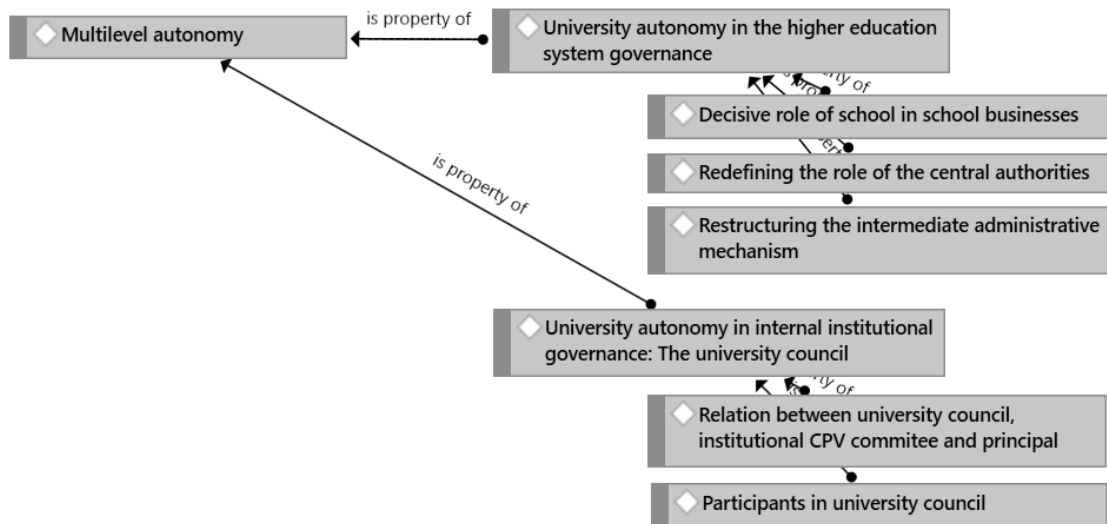 is property of
Multilevel autonomy
University autonomy in the higher education
system governance
Decisive role of school in school businesses
Redefining the role of the central authorities
Restructuring the intermediate administrative
mechanism
is property of
University autonomy in internal institutional
governance: The university council
Relation between university council,
institutional CPV commitee and principal
Participants in university council